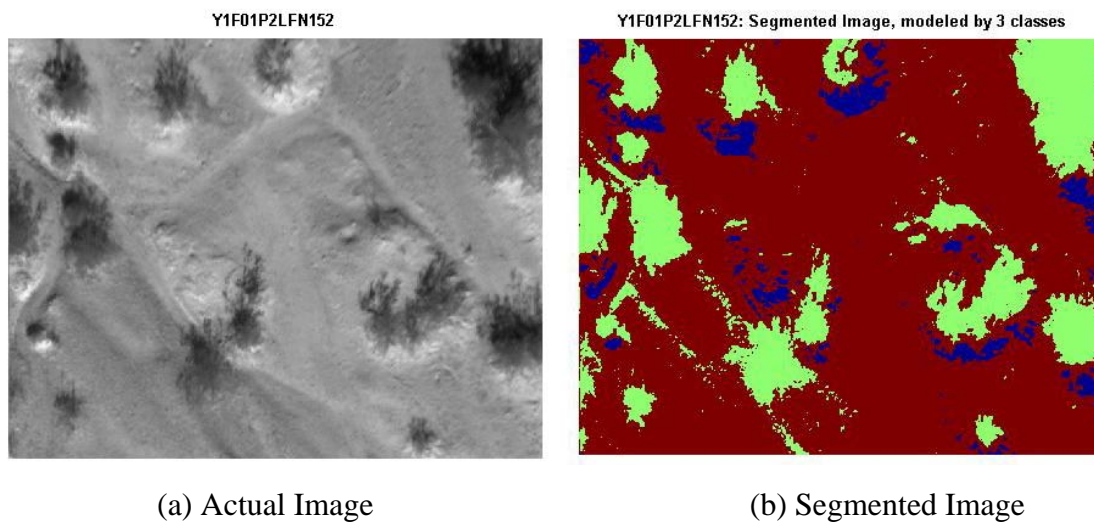 Y1F01P2LFN152
Y1F01P2LFN152: Segmented Image, modeled by 3 classes
(a) Actual Image
(b) Segmented Image